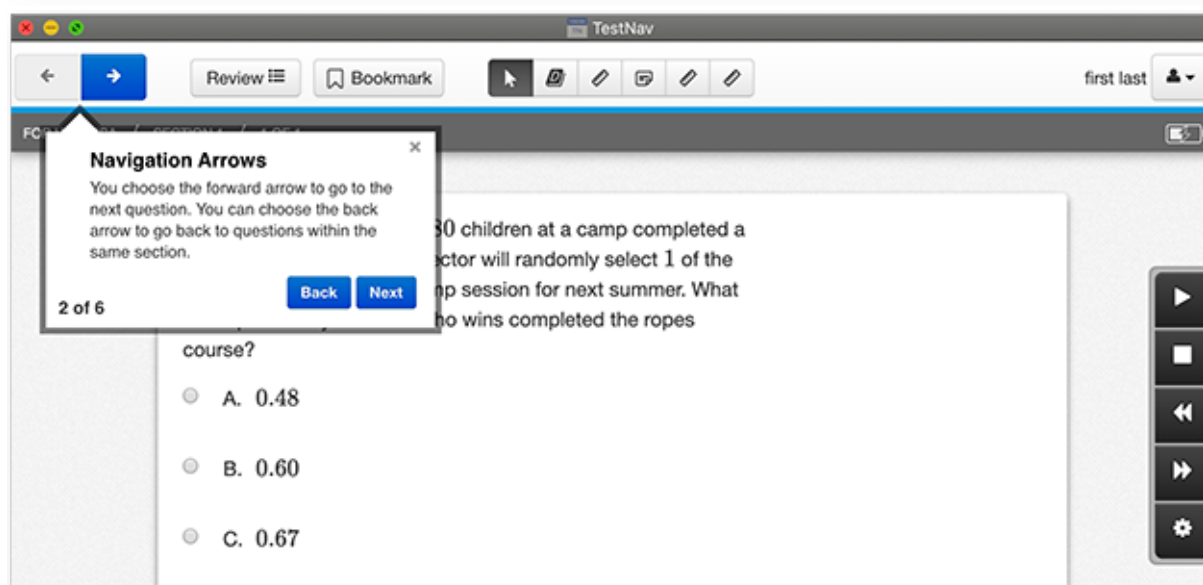 TestNav
Review
Bookmark
first last
Navigation Arrows
You choose the forward arrow to go to the
next question. You can choose the back
arrow to go back to questions within the
same section.
2 of 6
Back
Next
80 children at a camp completed a
will randomly select 1 of the
session for next summer. What
wins completed the ropes
course?
A. 0.48
B. 0.60
C. 0.67